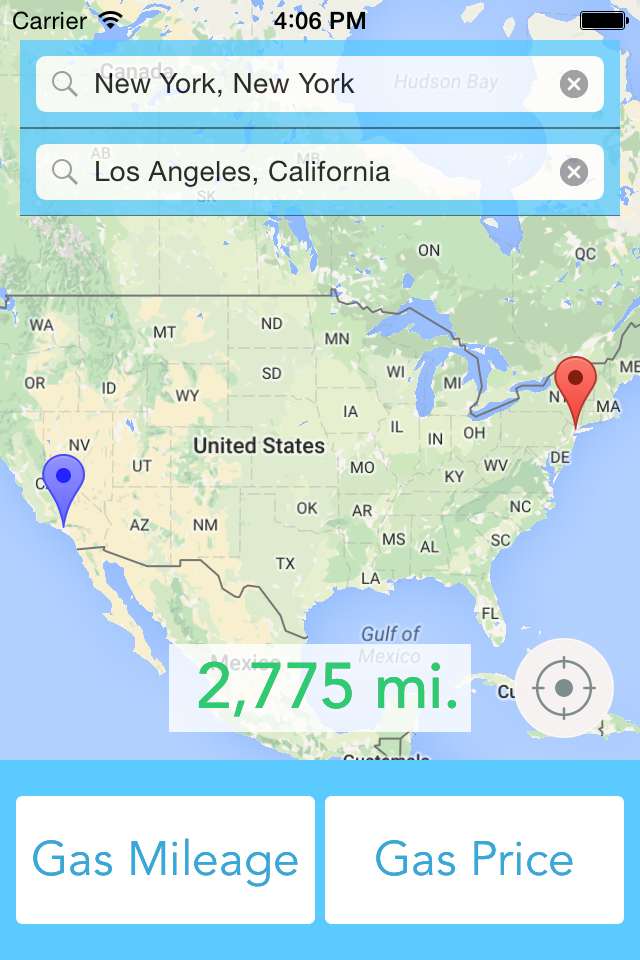 Carrier 4:06 PM
Canada
Hudson Bay
New York, New York
AB
MB
Los Angeles, California
SK
ON
QC
WA
MT
ND
MN
ME
OR
ID
WY
SD
WI
MI
MA
NV
UT
United States
IA
IL
IN
OH
DE
MO
KY
WV
AZ
NM
OK
AR
NC
TX
MS
AL
SC
LA
FL
Gulf of
Mexico
Mexico
2,775 mi.
Guatemala
Gas Mileage
Gas Price